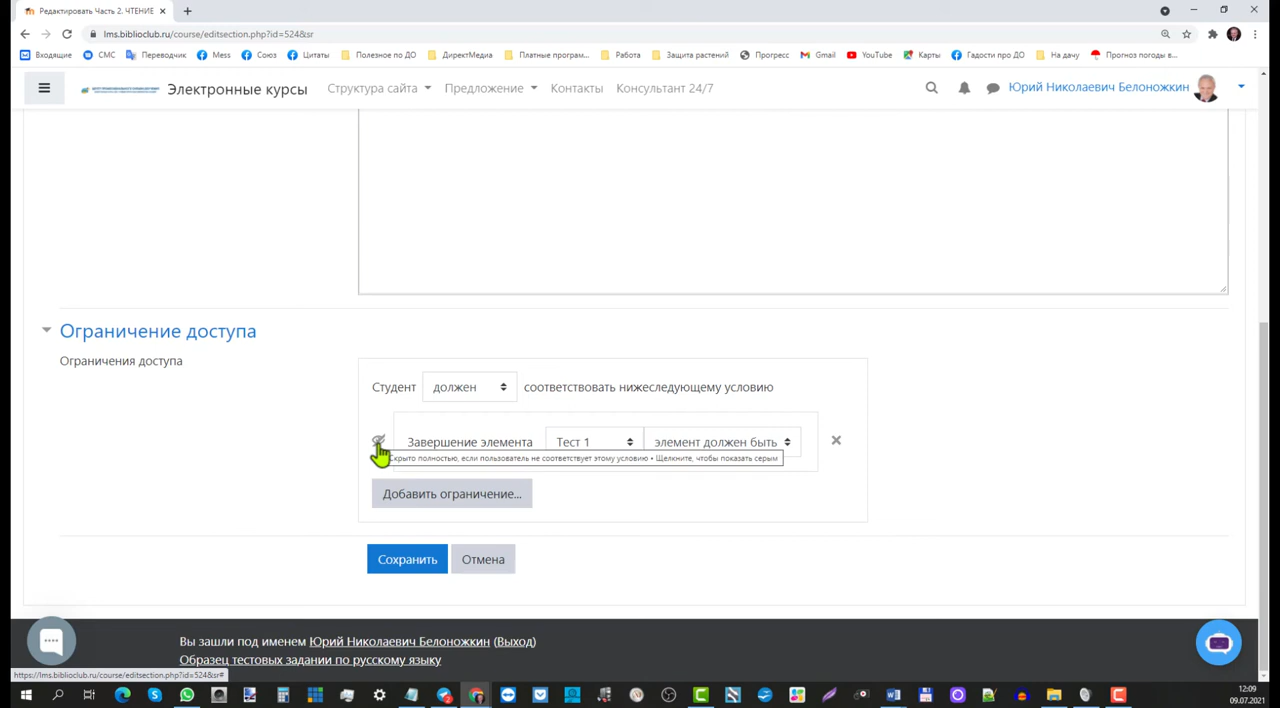 Редактировать Часть 2. ЧТЕНИЕ
lms.biblioclub.ru/course/editsection.php?id=524&sr
Входящие СМС Переводчик Mess Союз Цитаты Полезное по ДО ДиректМедиа Платные програм... Работа Защита растений Прогресс Gmail YouTube Карты Гадости про ДО На дачу Прогноз погоды в...
Электронные курсы Структура сайта Предложение Контакты Консультант 24/7 Юрий Николаевич Белоножкин
Ограничение доступа
Ограничения доступа
Студент должен соответствовать нижеследующему условию
Завершение элемента Тест 1 элемент должен быть
Скрыто полностью, если пользователь не соответствует этому условию • Щелкните, чтобы показать серым
Добавить ограничение...
Сохранить Отмена
Вы зашли под именем Юрий Николаевич Белоножкин (Выход)
Образец тестовых задании по русскому языку
https://lms.biblioclub.ru/course/editsection.php?id=524&sr#
12:09
09.07.2021